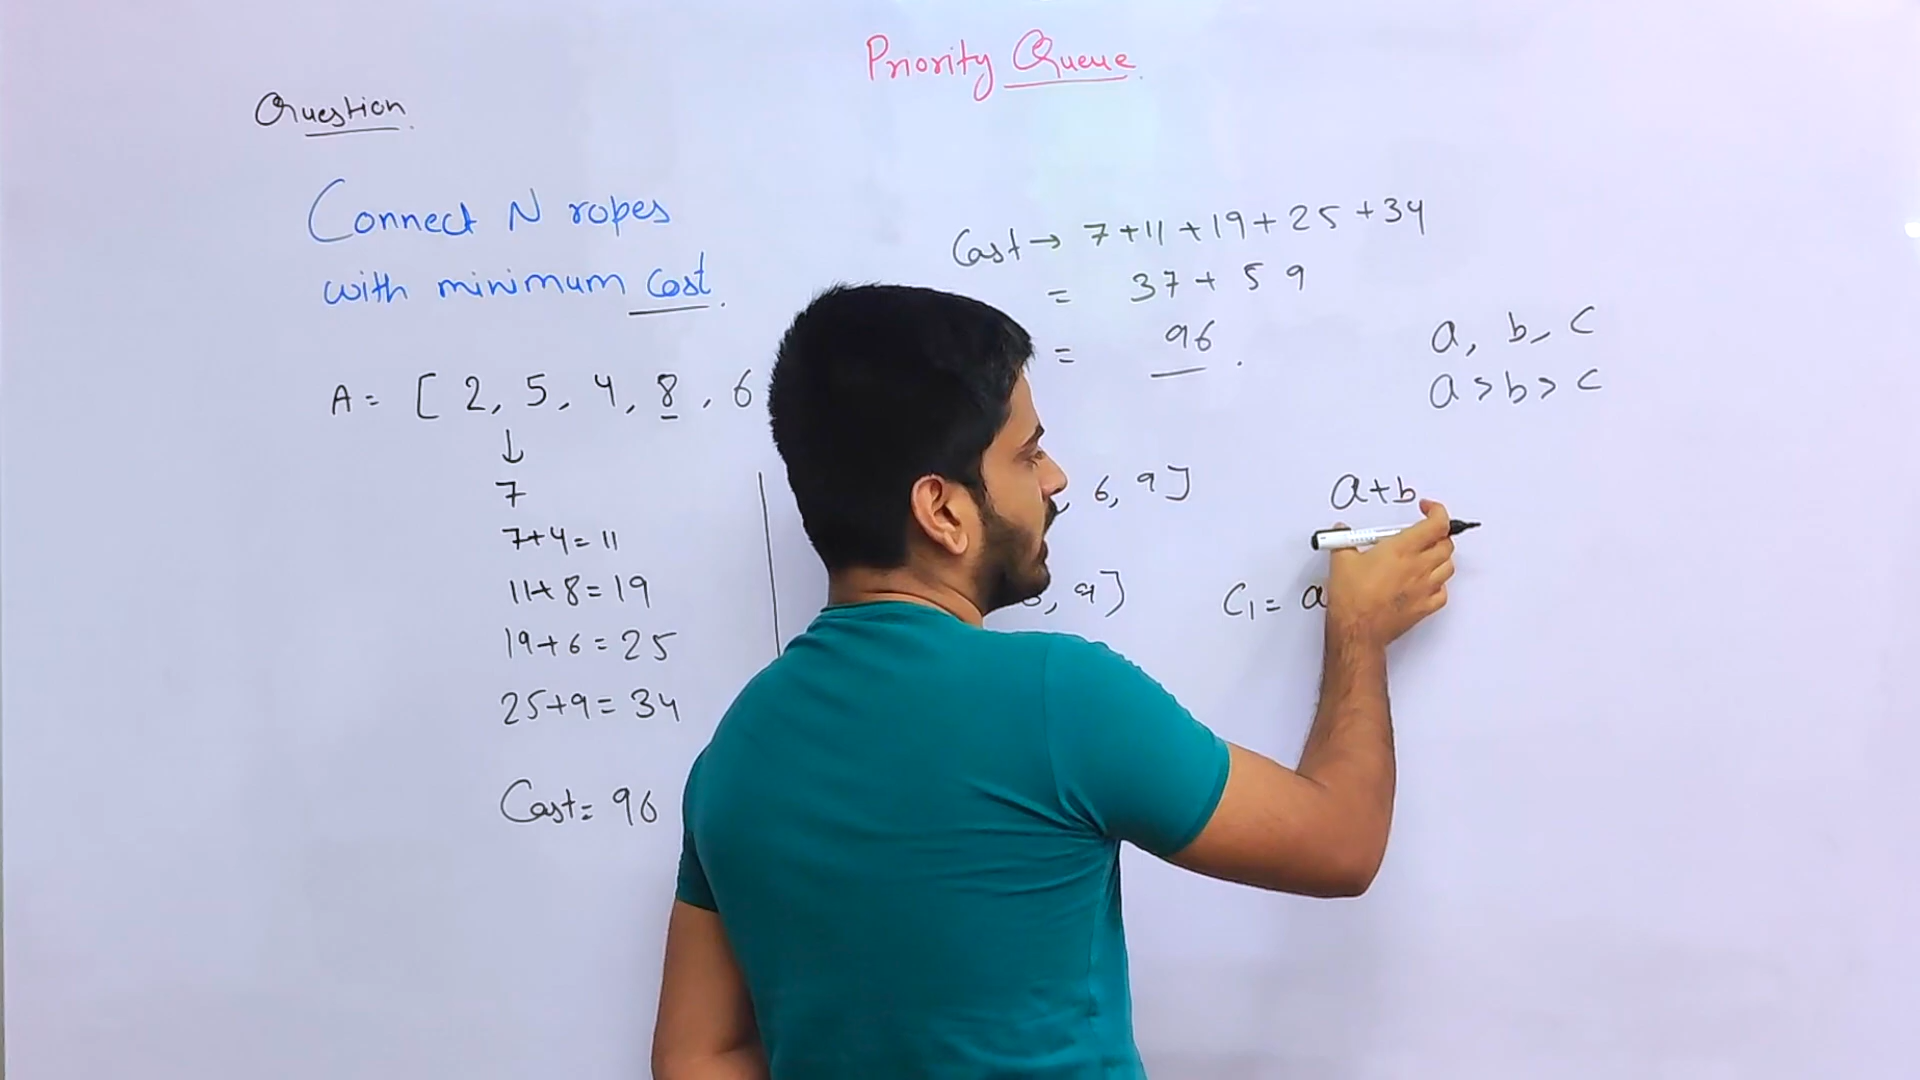 Priority Queue
Question
Connect N ropes
with minimum cost.
A = [ 2, 5, 4, 8, 6
↓
7
7+4=11
11+8=19
19+6=25
25+9=34
Cost= 96
Cost → 7+11+19+25+34
= 37+59
= 96.
, 6, 9]
, 9]
a, b, c
a>b>c
a+b
C1= a